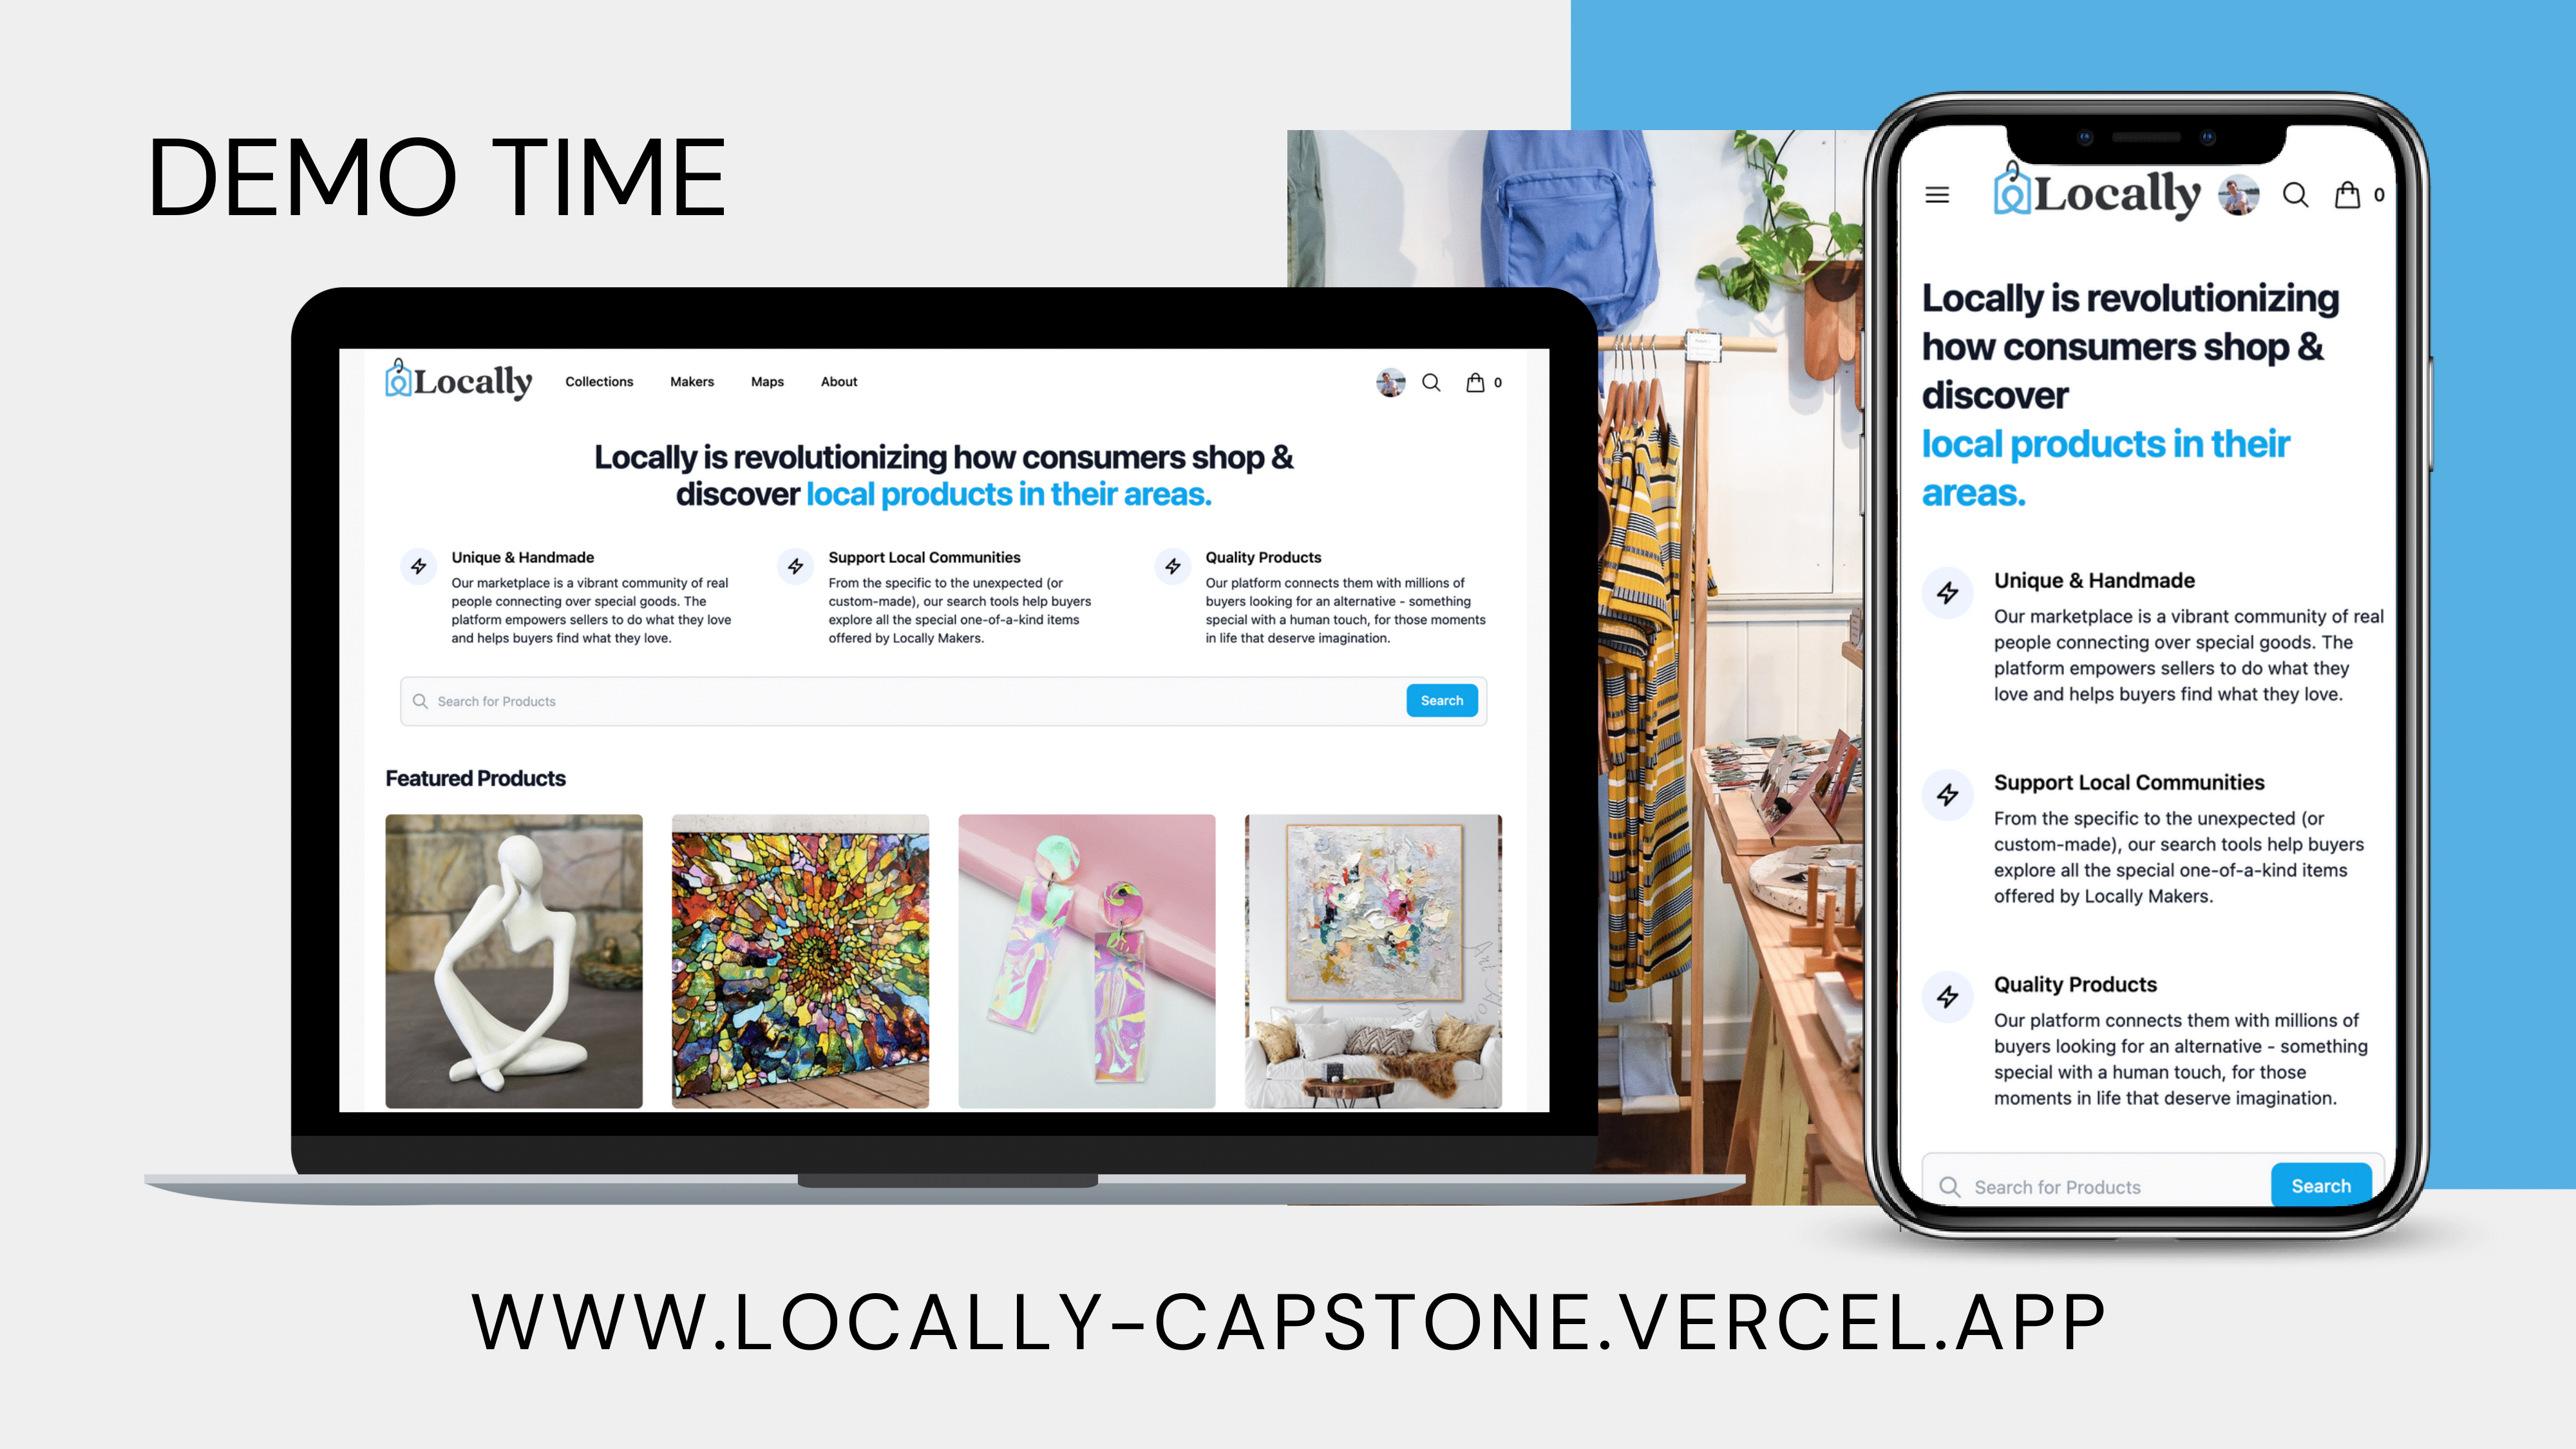 DEMO TIME
Locally
Collections
Makers
Maps
About
0
Locally is revolutionizing how consumers shop &
discover local products in their areas.
Unique & Handmade
Our marketplace is a vibrant community of real
people connecting over special goods. The
platform empowers sellers to do what they love
and helps buyers find what they love.
Support Local Communities
From the specific to the unexpected (or
custom-made), our search tools help buyers
explore all the special one-of-a-kind items
offered by Locally Makers.
Quality Products
Our platform connects them with millions of
buyers looking for an alternative - something
special with a human touch, for those moments
in life that deserve imagination.
Search for Products
Search
Featured Products
Locally
0
Locally is revolutionizing
how consumers shop &
discover
local products in their
areas.
Unique & Handmade
Our marketplace is a vibrant community of real
people connecting over special goods. The
platform empowers sellers to do what they
love and helps buyers find what they love.
Support Local Communities
From the specific to the unexpected (or
custom-made), our search tools help buyers
explore all the special one-of-a-kind items
offered by Locally Makers.
Quality Products
Our platform connects them with millions of
buyers looking for an alternative - something
special with a human touch, for those
moments in life that deserve imagination.
Search for Products
Search
WWW.LOCALLY-CAPSTONE.VERCEL.APP